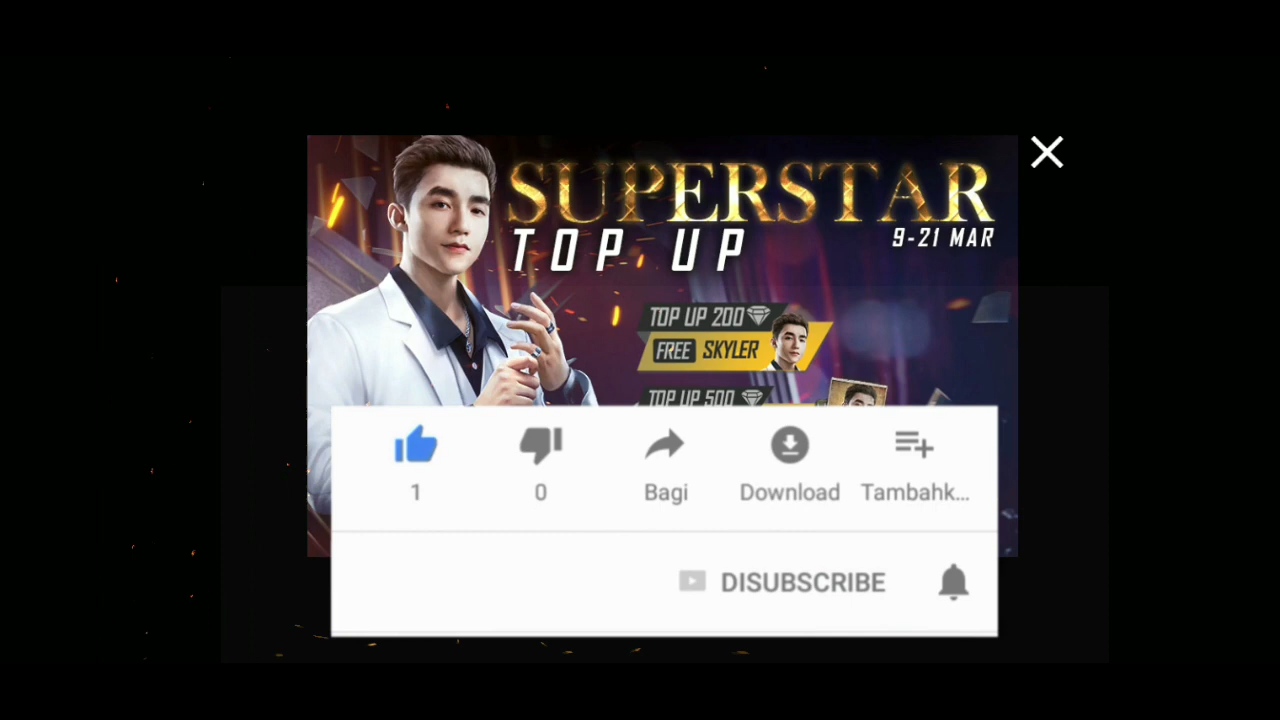 SUPERSTAR
TOP UP
9-21 MAR
TOP UP 200
FREE SKYLER
TOP UP 500
1
0
Bagi
Download
Tambahk...
DISUBSCRIBE